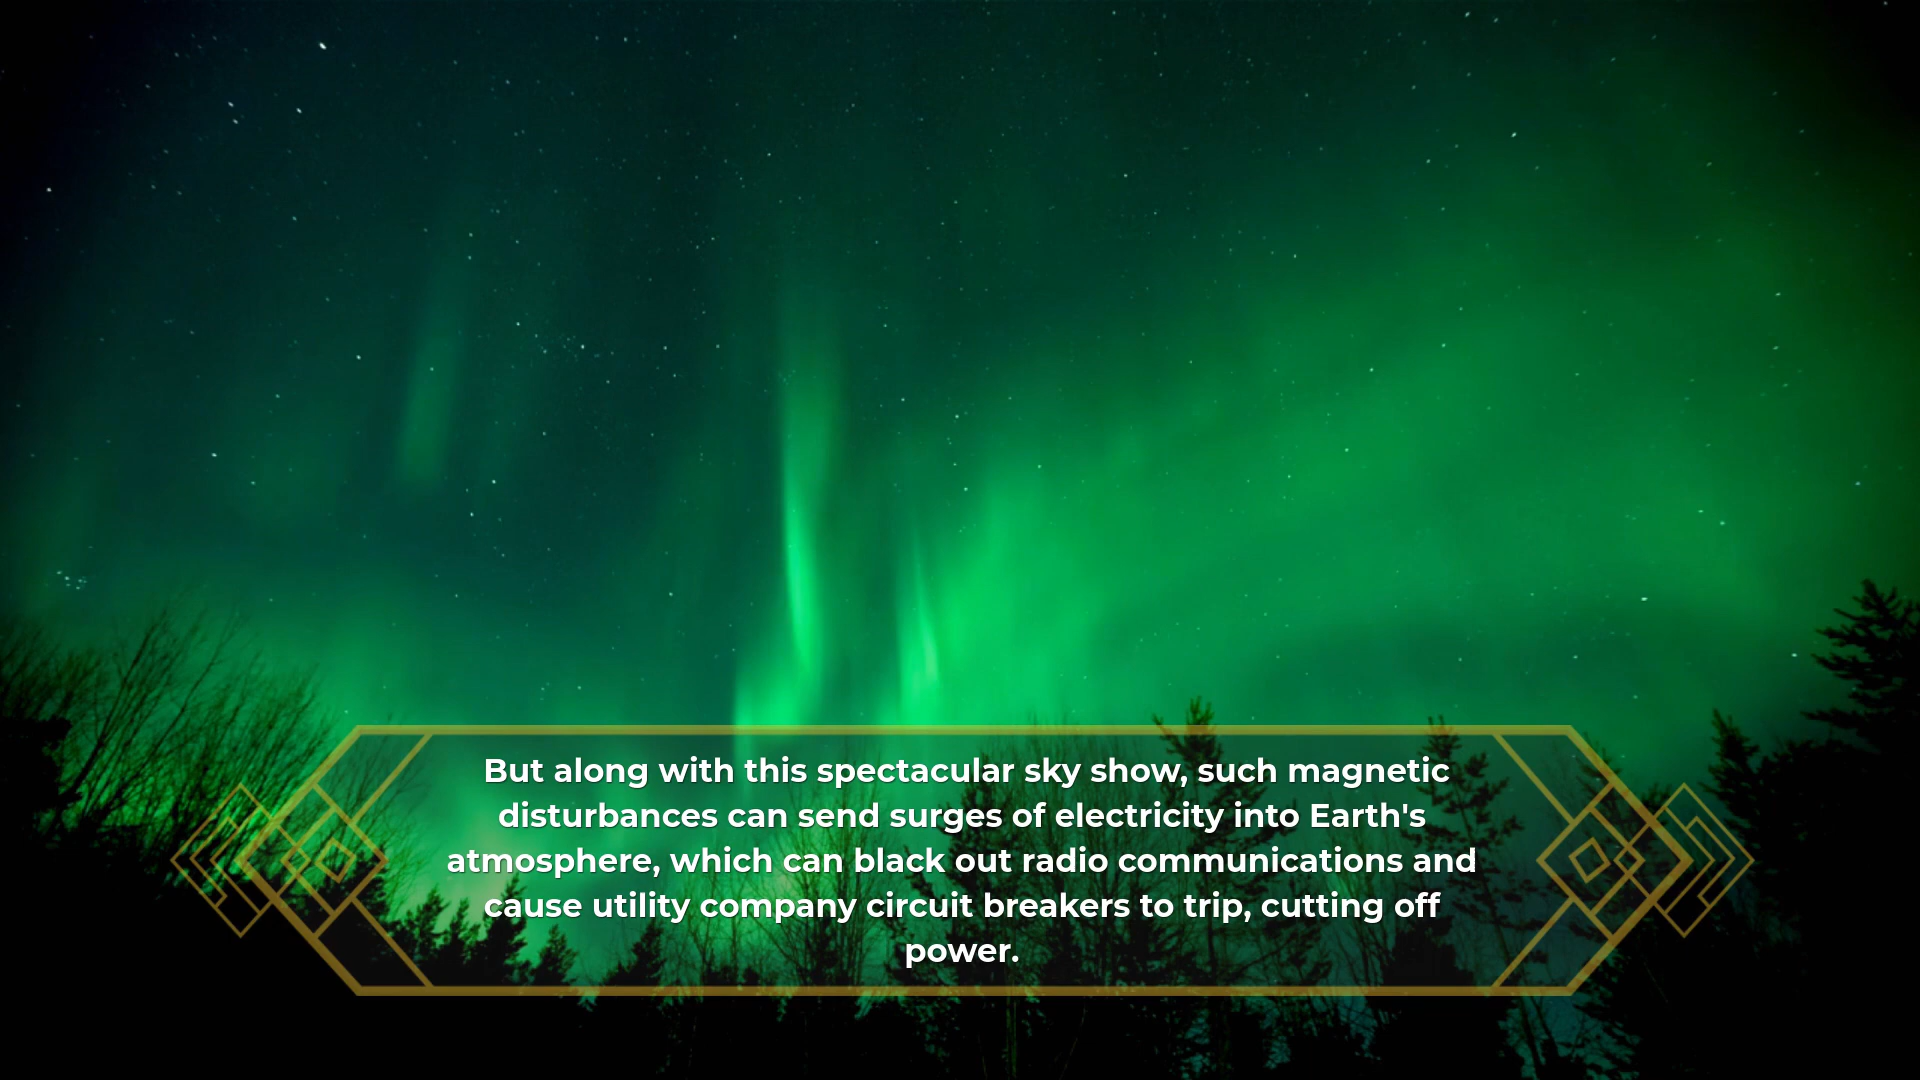 But along with this spectacular sky show, such magnetic
disturbances can send surges of electricity into Earth's
atmosphere, which can black out radio communications and
cause utility company circuit breakers to trip, cutting off
power.